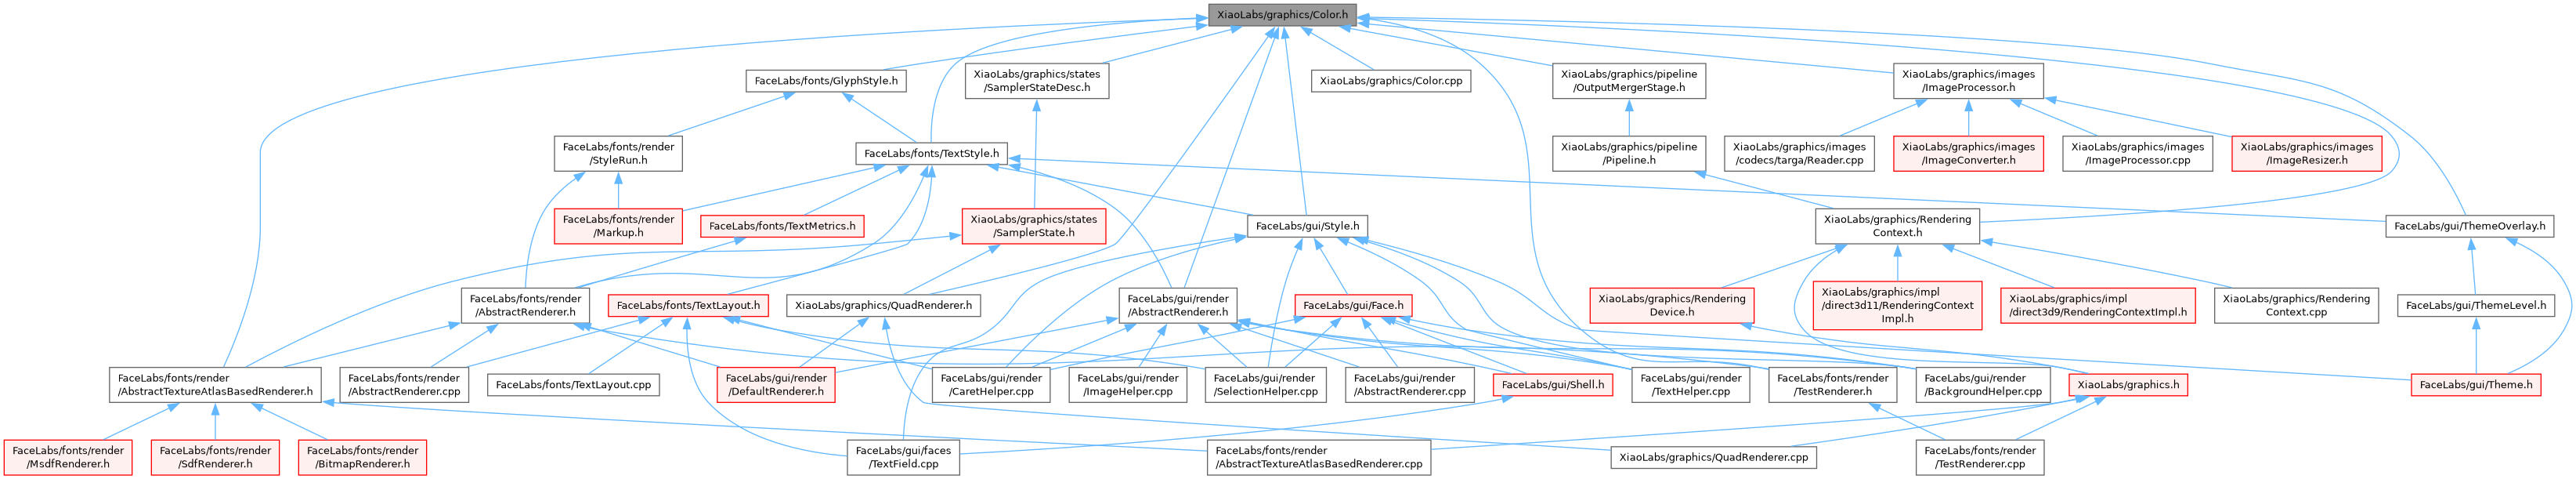 XiaoLabs/graphics/Color.h
FaceLabs/fonts/GlyphStyle.h
XiaoLabs/graphics/states
/SamplerStateDesc.h
XiaoLabs/graphics/Color.cpp
XiaoLabs/graphics/pipeline
/OutputMergerStage.h
XiaoLabs/graphics/images
/ImageProcessor.h
FaceLabs/fonts/render
/StyleRun.h
FaceLabs/fonts/TextStyle.h
XiaoLabs/graphics/pipeline
/Pipeline.h
XiaoLabs/graphics/images
/codecs/targa/Reader.cpp
XiaoLabs/graphics/images
/ImageConverter.h
XiaoLabs/graphics/images
/ImageProcessor.cpp
XiaoLabs/graphics/images
/ImageResizer.h
FaceLabs/fonts/render
/Markup.h
FaceLabs/fonts/TextMetrics.h
XiaoLabs/graphics/states
/SamplerState.h
FaceLabs/gui/Style.h
XiaoLabs/graphics/Rendering
Context.h
FaceLabs/gui/ThemeOverlay.h
FaceLabs/fonts/render
/AbstractRenderer.h
FaceLabs/fonts/TextLayout.h
XiaoLabs/graphics/QuadRenderer.h
FaceLabs/gui/render
/AbstractRenderer.h
FaceLabs/gui/Face.h
XiaoLabs/graphics/Rendering
Device.h
XiaoLabs/graphics/impl
/direct3d11/RenderingContext
Impl.h
XiaoLabs/graphics/impl
/direct3d9/RenderingContextImpl.h
XiaoLabs/graphics/Rendering
Context.cpp
FaceLabs/gui/ThemeLevel.h
FaceLabs/fonts/render
/AbstractTextureAtlasBasedRenderer.h
FaceLabs/fonts/render
/AbstractRenderer.cpp
FaceLabs/fonts/TextLayout.cpp
FaceLabs/gui/render
/DefaultRenderer.h
FaceLabs/gui/render
/CaretHelper.cpp
FaceLabs/gui/render
/ImageHelper.cpp
FaceLabs/gui/render
/SelectionHelper.cpp
FaceLabs/gui/render
/AbstractRenderer.cpp
FaceLabs/gui/Shell.h
FaceLabs/gui/render
/TextHelper.cpp
FaceLabs/fonts/render
/TestRenderer.h
FaceLabs/gui/render
/BackgroundHelper.cpp
XiaoLabs/graphics.h
FaceLabs/gui/Theme.h
FaceLabs/fonts/render
/MsdfRenderer.h
FaceLabs/fonts/render
/SdfRenderer.h
FaceLabs/fonts/render
/BitmapRenderer.h
FaceLabs/gui/faces
/TextField.cpp
FaceLabs/fonts/render
/AbstractTextureAtlasBasedRenderer.cpp
XiaoLabs/graphics/QuadRenderer.cpp
FaceLabs/fonts/render
/TestRenderer.cpp